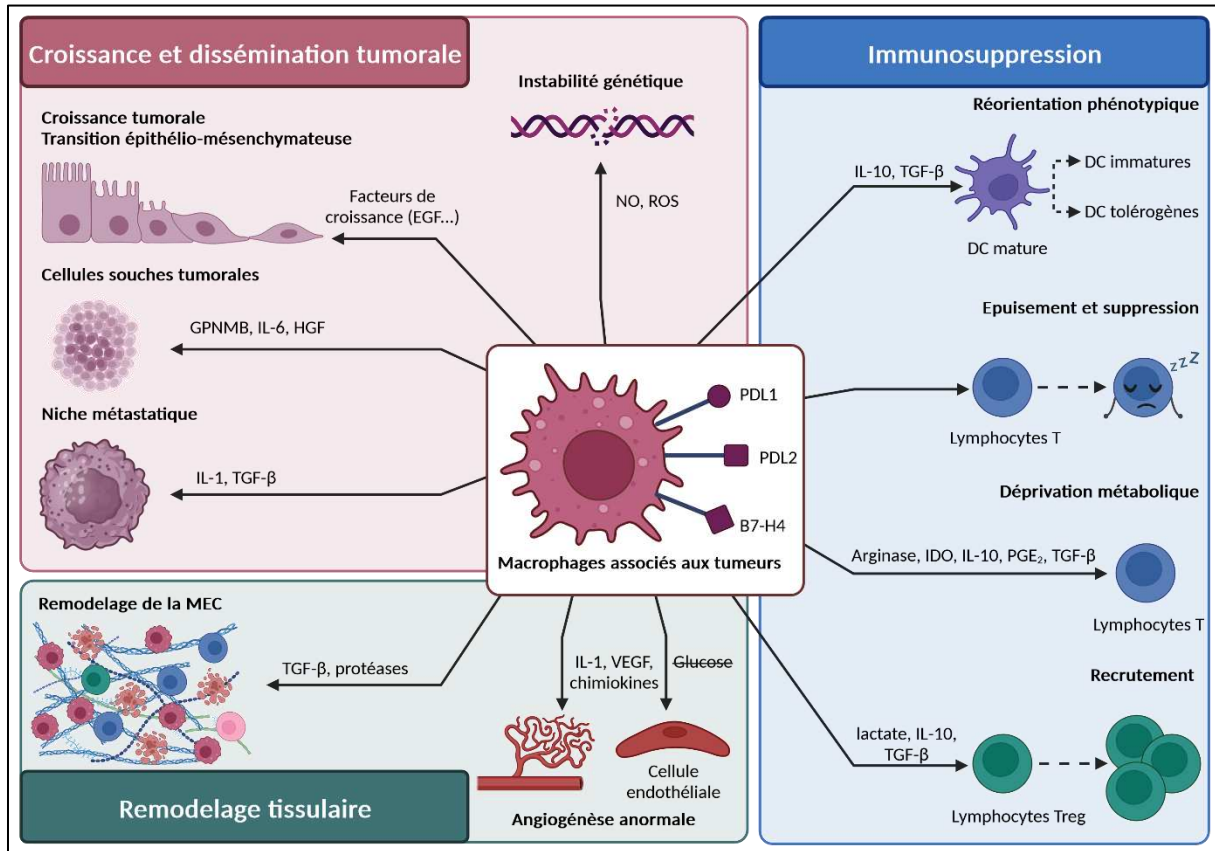 Croissance et dissémination tumorale
Instabilité génétique
Croissance tumorale
Transition épithélio-mésenchymateuse
Facteurs de
croissance (EGF...)
NO, ROS
Cellules souches tumorales
GPNMB, IL-6, HGF
Niche métastatique
IL-1, TGF-β
PDL1
PDL2
B7-H4
Macrophages associés aux tumeurs
Immunosuppression
Réorientation phénotypique
IL-10, TGF-β
DC immatures
DC tolérogènes
DC mature
Epuisement et suppression
zzz
Lymphocytes T
Déprivation métabolique
Arginase, IDO, IL-10, PGE₂, TGF-β
Lymphocytes T
Recrutement
lactate, IL-10,
TGF-β
Lymphocytes Treg
Remodelage de la MEC
TGF-β, protéases
IL-1, VEGF,
chimiokines
Glucose
Cellule
endothéliale
Angiogénèse anormale
Remodelage tissulaire